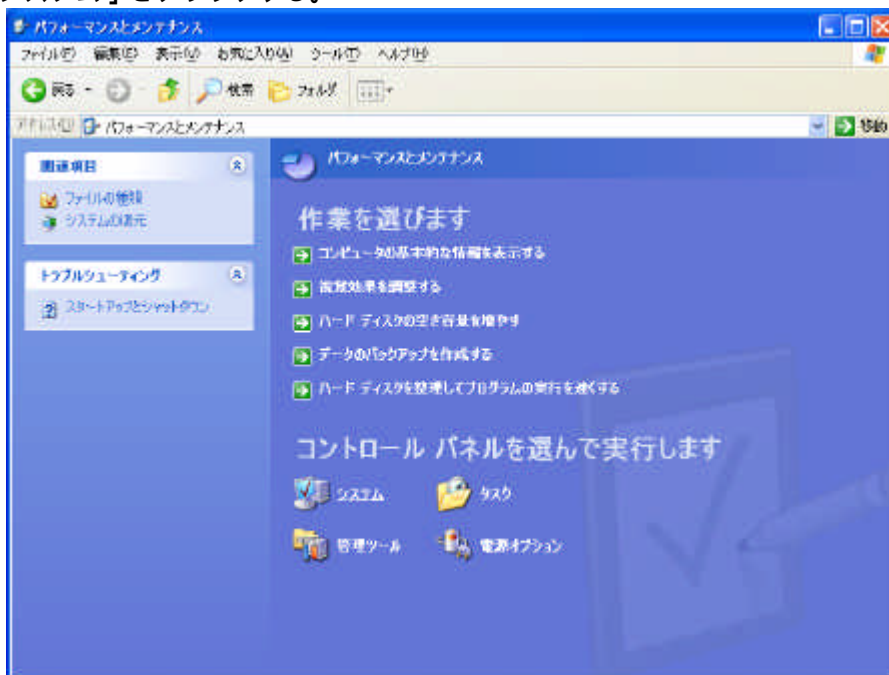 」をクリックする。
パフォーマンスとメンテナンス
ファイル(F) 編集(E) 表示(V) お気に入り(A) ツール(T) ヘルプ(H)
戻る 検索 フォルダ
アドレス(D) パフォーマンスとメンテナンス 移動
関連項目
ファイルの種類
システムの復元
トラブルシューティング
スタートアップとシャットダウン
パフォーマンスとメンテナンス
作業を選びます
コンピュータの基本的な情報を表示する
視覚効果を調整する
ハード ディスクの空き容量を増やす
データのバックアップを作成する
ハード ディスクを整理してプログラムの実行を速くする
コントロール パネルを選んで実行します
システム タスク
管理ツール 電源オプション